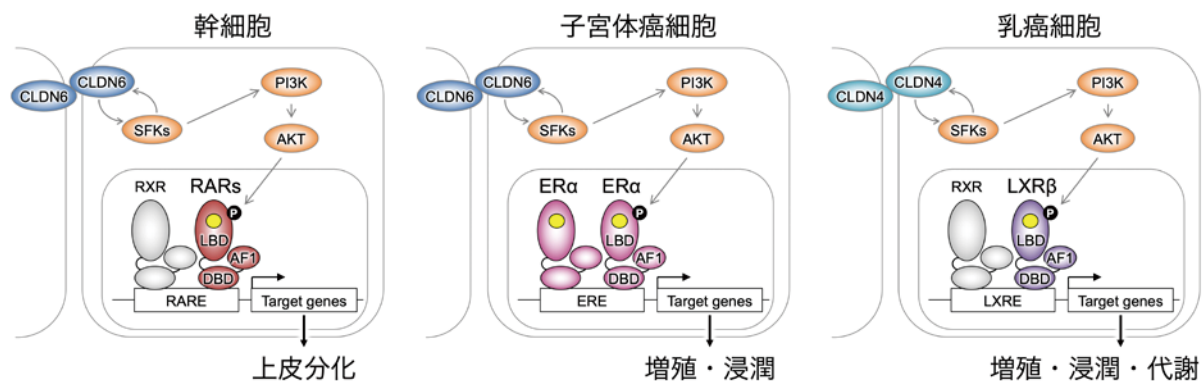 幹細胞
CLDN6
CLDN6
SFKs
PI3K
AKT
RXR
RARs
P
LBD
AF1
DBD
RARE
Target genes
上皮分化
子宮体癌細胞
CLDN6
CLDN6
SFKs
PI3K
AKT
ERα
ERα
P
LBD
AF1
DBD
ERE
Target genes
増殖・浸潤
乳癌細胞
CLDN4
CLDN4
SFKs
PI3K
AKT
RXR
LXRβ
P
LBD
AF1
DBD
LXRE
Target genes
増殖・浸潤・代謝